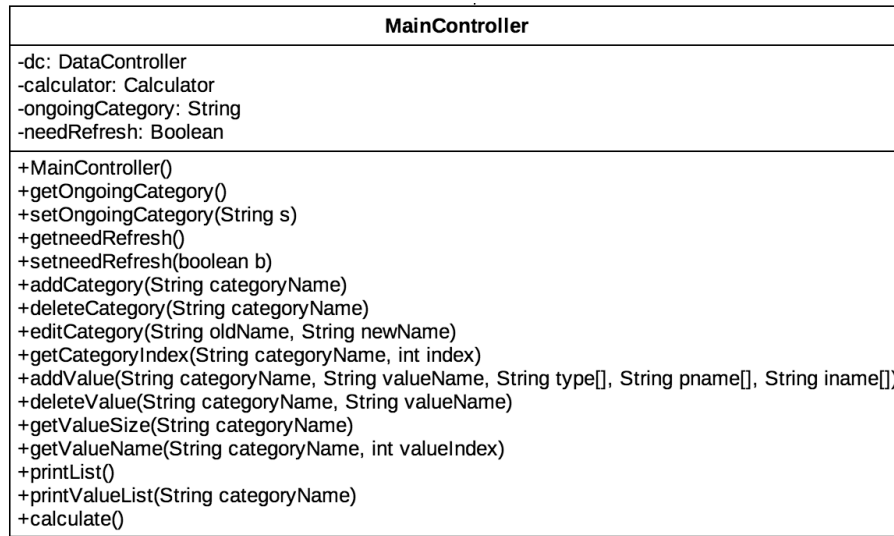 MainController
-dc: DataController
-calculator: Calculator
-ongoingCategory: String
-needRefresh: Boolean
+MainController()
+getOngoingCategory()
+setOngoingCategory(String s)
+getneedRefresh()
+setneedRefresh(boolean b)
+addCategory(String categoryName)
+deleteCategory(String categoryName)
+editCategory(String oldName, String newName)
+getCategoryIndex(String categoryName, int index)
+addValue(String categoryName, String valueName, String type[], String pname[], String iname[])
+deleteValue(String categoryName, String valueName)
+getValueSize(String categoryName)
+getValueName(String categoryName, int valueIndex)
+printList()
+printValueList(String categoryName)
+calculate()